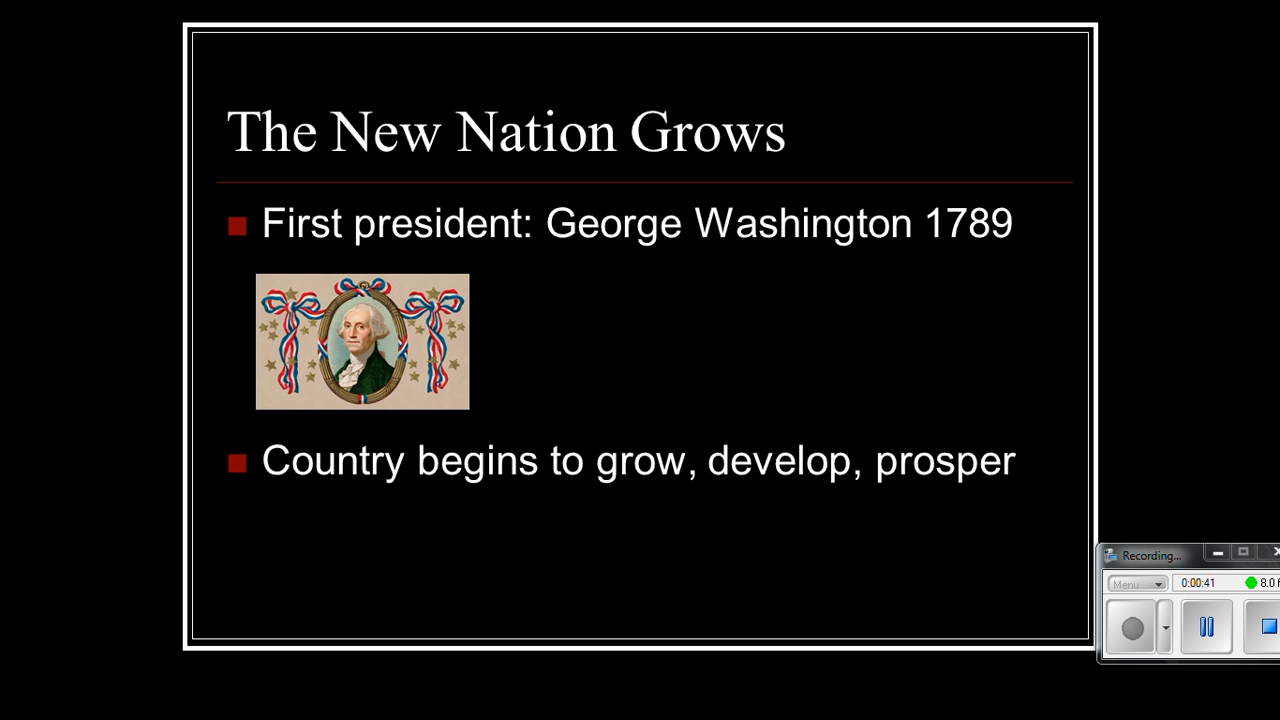 The New Nation Grows
First president: George Washington 1789
Country begins to grow, develop, prosper
Recording...
Menu
0:00:41
8.0 f